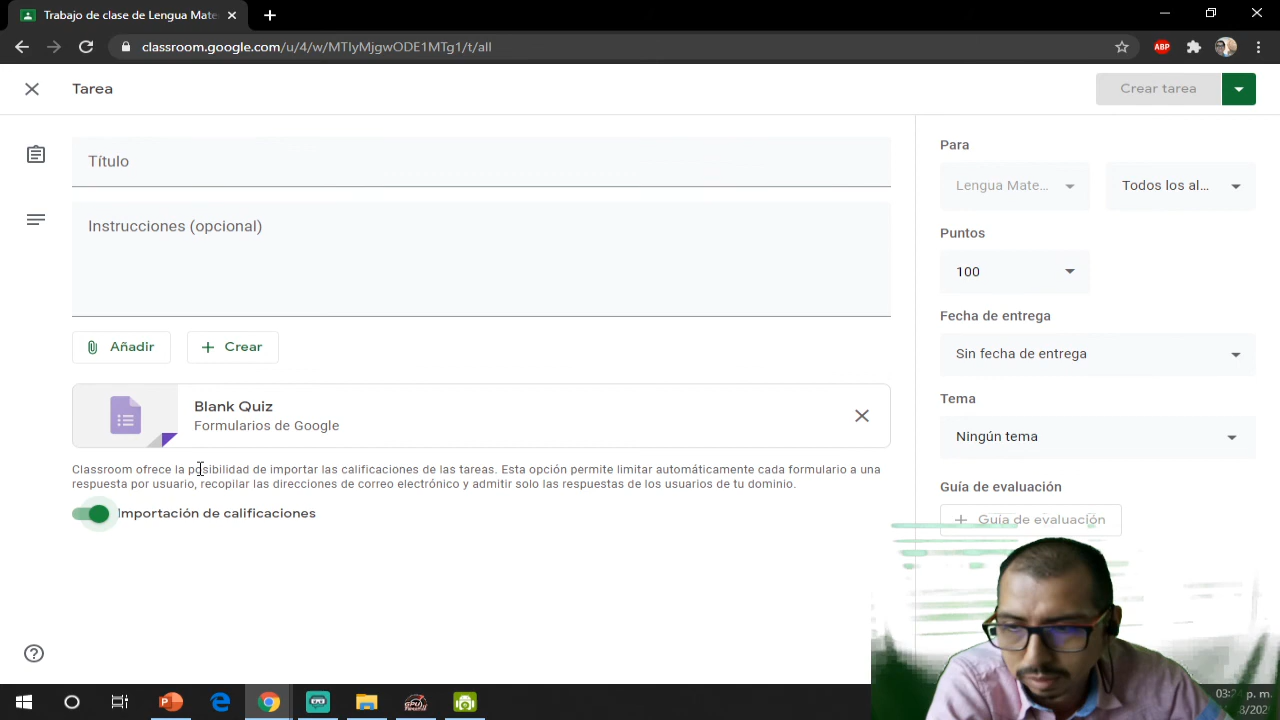 Trabajo de clase de Lengua Mate
classroom.google.com/u/4/w/MTIyMjgwODE1MTg1/t/all
ABP
Tarea
Crear tarea
Título
Instrucciones (opcional)
Añadir
Crear
Blank Quiz
Formularios de Google
Classroom ofrece la posibilidad de importar las calificaciones de las tareas. Esta opción permite limitar automáticamente cada formulario a una
respuesta por usuario, recopilar las direcciones de correo electrónico y admitir solo las respuestas de los usuarios de tu dominio.
Importación de calificaciones
Para
Lengua Mate...
Todos los al...
Puntos
100
Fecha de entrega
Sin fecha de entrega
Tema
Ningún tema
Guía de evaluación
Guía de evaluación
p. m.